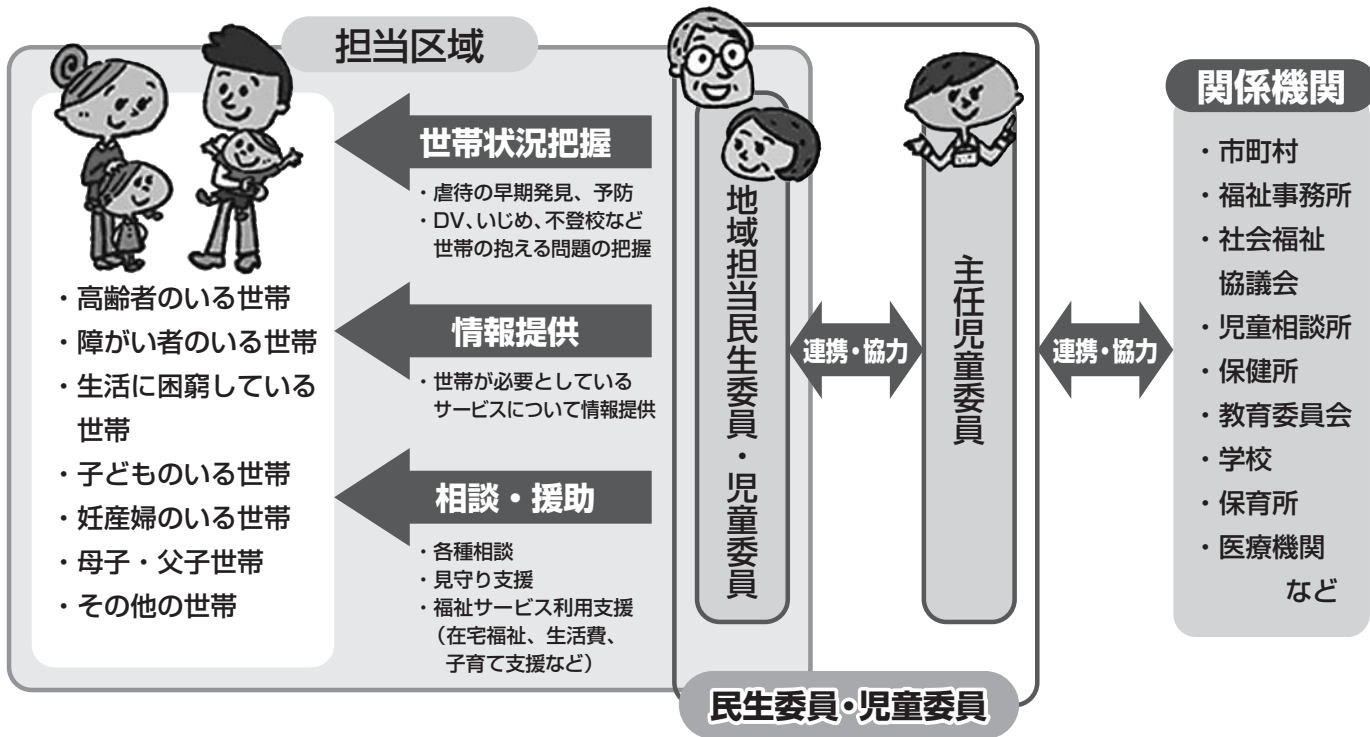 担当区域
・高齢者のいる世帯
・障がい者のいる世帯
・生活に困窮している
世帯
・子どものいる世帯
・妊産婦のいる世帯
・母子・父子世帯
・その他の世帯
世帯状況把握
・虐待の早期発見、予防
・DV、いじめ、不登校など
世帯の抱える問題の把握
情報提供
・世帯が必要としている
サービスについて情報提供
相談・援助
・各種相談
・見守り支援
・福祉サービス利用支援
（在宅福祉、生活費、
子育て支援など）
地域担当民生委員・児童委員
連携・協力
主任児童委員
民生委員・児童委員
連携・協力
関係機関
・市町村
・福祉事務所
・社会福祉
協議会
・児童相談所
・保健所
・教育委員会
・学校
・保育所
・医療機関
など